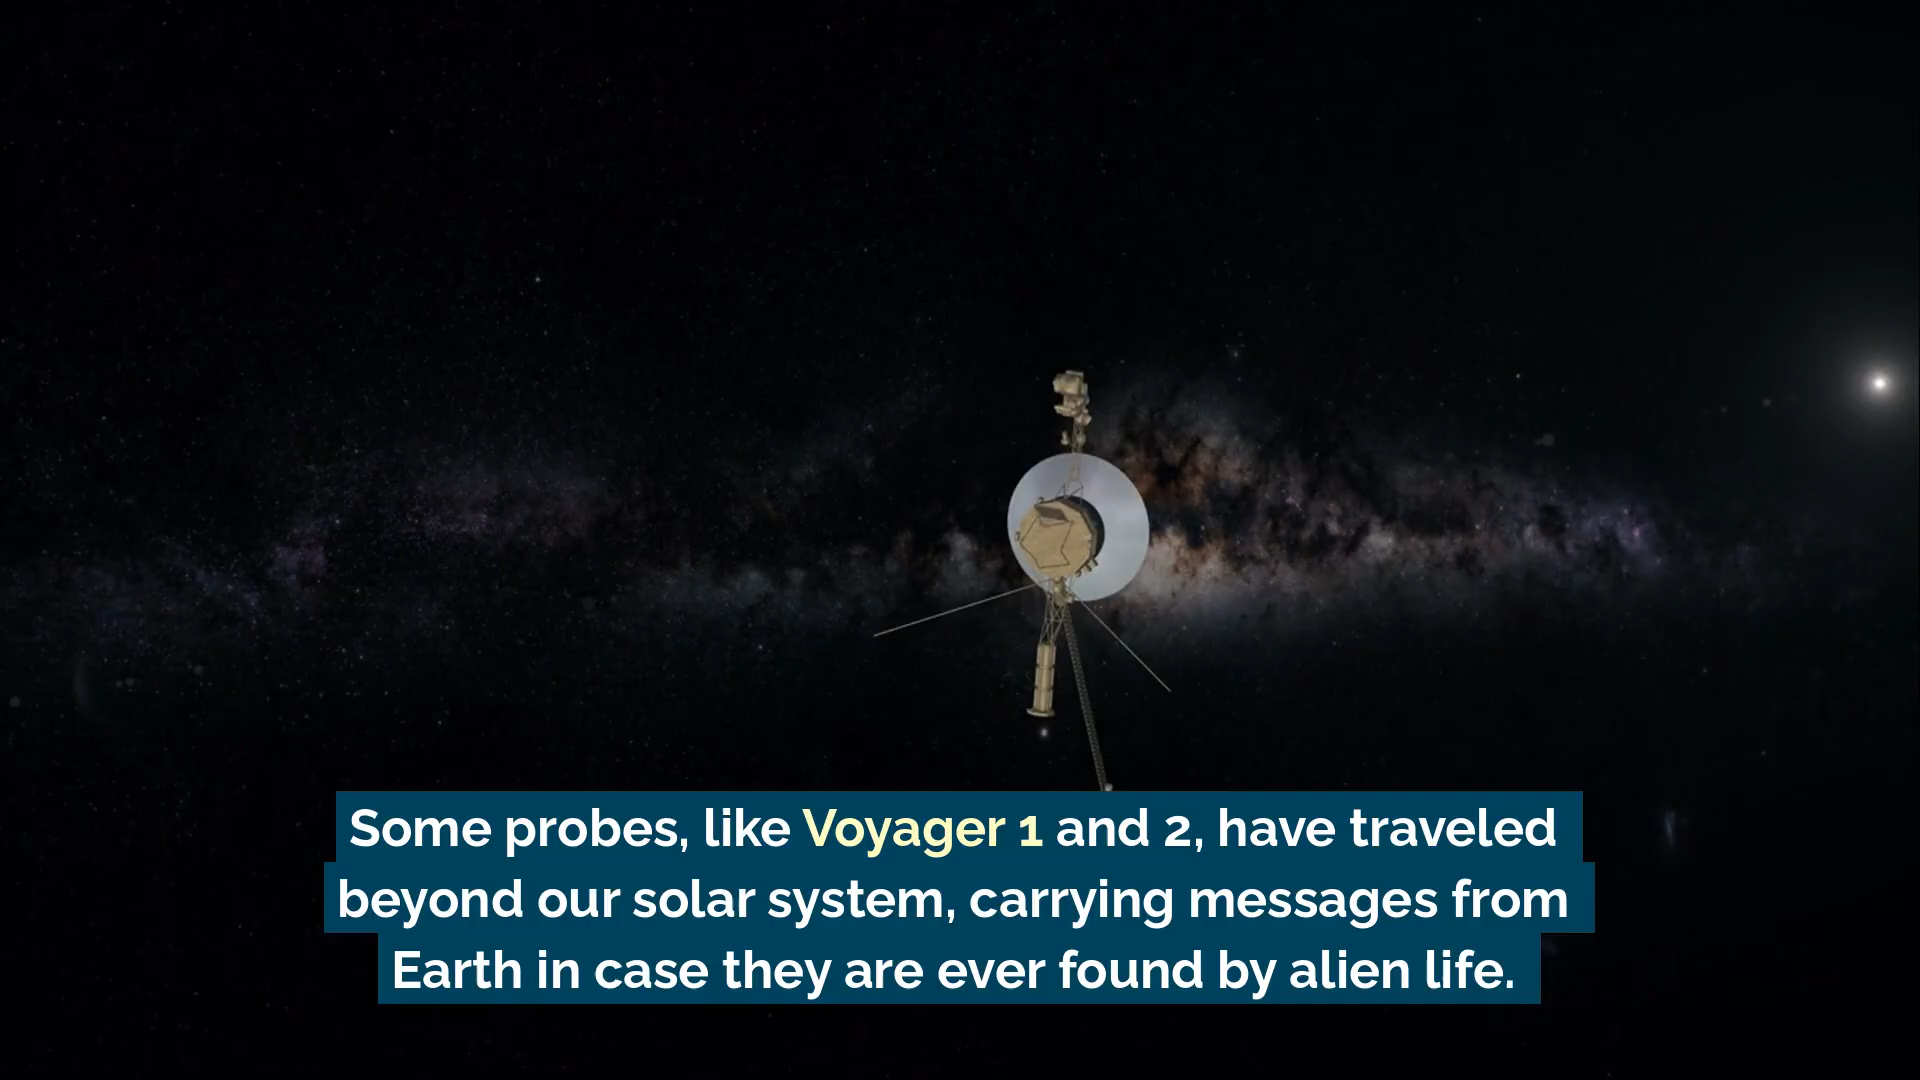 Some probes, like Voyager 1 and 2, have traveled
beyond our solar system, carrying messages from
Earth in case they are ever found by alien life.